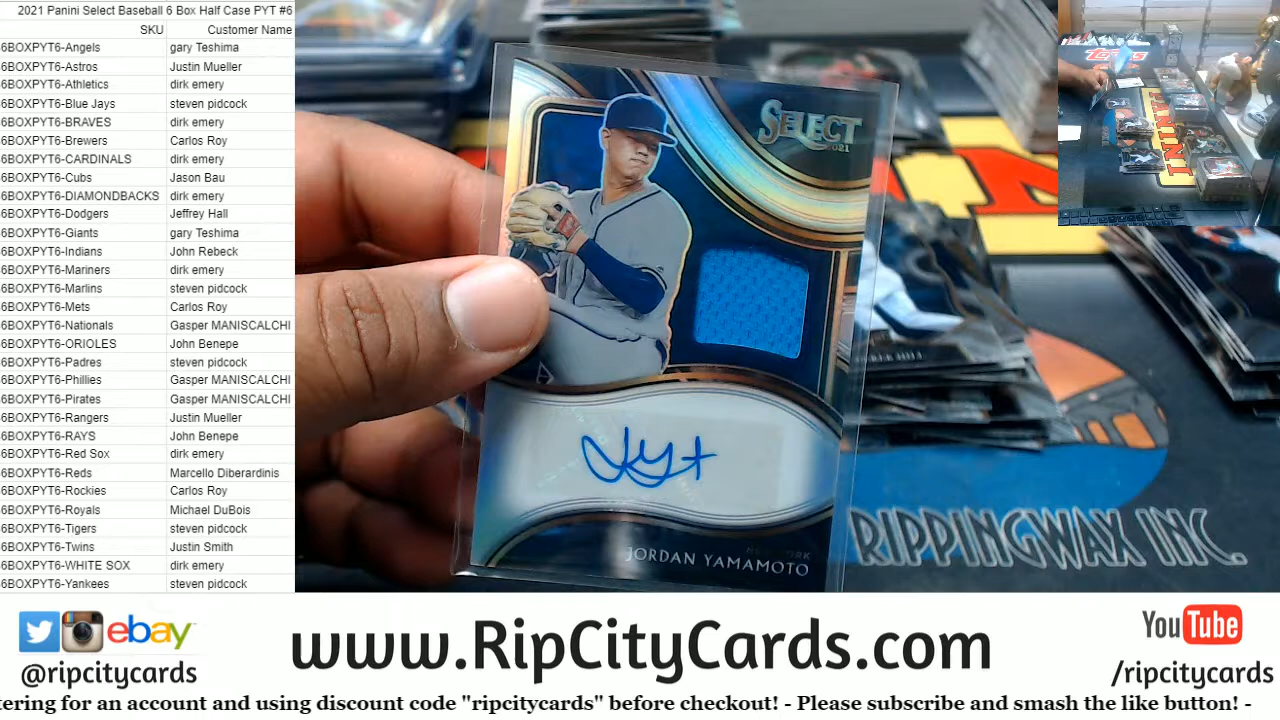 2021 Panini Select Baseball 6 Box Half Case PYT #6
SKU Customer Name
6BOXPYT6-Angels gary Teshima
6BOXPYT6-Astros Justin Mueller
6BOXPYT6-Athletics dirk emery
6BOXPYT6-Blue Jays steven pidcock
6BOXPYT6-BRAVES dirk emery
6BOXPYT6-Brewers Carlos Roy
6BOXPYT6-CARDINALS dirk emery
6BOXPYT6-Cubs Jason Bau
6BOXPYT6-DIAMONDBACKS dirk emery
6BOXPYT6-Dodgers Jeffrey Hall
6BOXPYT6-Giants gary Teshima
6BOXPYT6-Indians John Rebeck
6BOXPYT6-Mariners dirk emery
6BOXPYT6-Marlins steven pidcock
6BOXPYT6-Mets Carlos Roy
6BOXPYT6-Nationals Gasper MANISCALCHI
6BOXPYT6-ORIOLES John Benepe
6BOXPYT6-Padres steven pidcock
6BOXPYT6-Phillies Gasper MANISCALCHI
6BOXPYT6-Pirates Gasper MANISCALCHI
6BOXPYT6-Rangers Justin Mueller
6BOXPYT6-RAYS John Benepe
6BOXPYT6-Red Sox dirk emery
6BOXPYT6-Reds Marcello Diberardinis
6BOXPYT6-Rockies Carlos Roy
6BOXPYT6-Royals Michael DuBois
6BOXPYT6-Tigers steven pidcock
6BOXPYT6-Twins Justin Smith
6BOXPYT6-WHITE SOX dirk emery
6BOXPYT6-Yankees steven pidcock
SELECT
2021
NEW YORK
JORDAN YAMAMOTO
RIPPINGWAX INC.
Topps
PANINI
ebay
@ripcitycards
www.RipCityCards.com
YouTube
/ripcitycards
tering for an account and using discount code "ripcitycards" before checkout! - Please subscribe and smash the like button! -